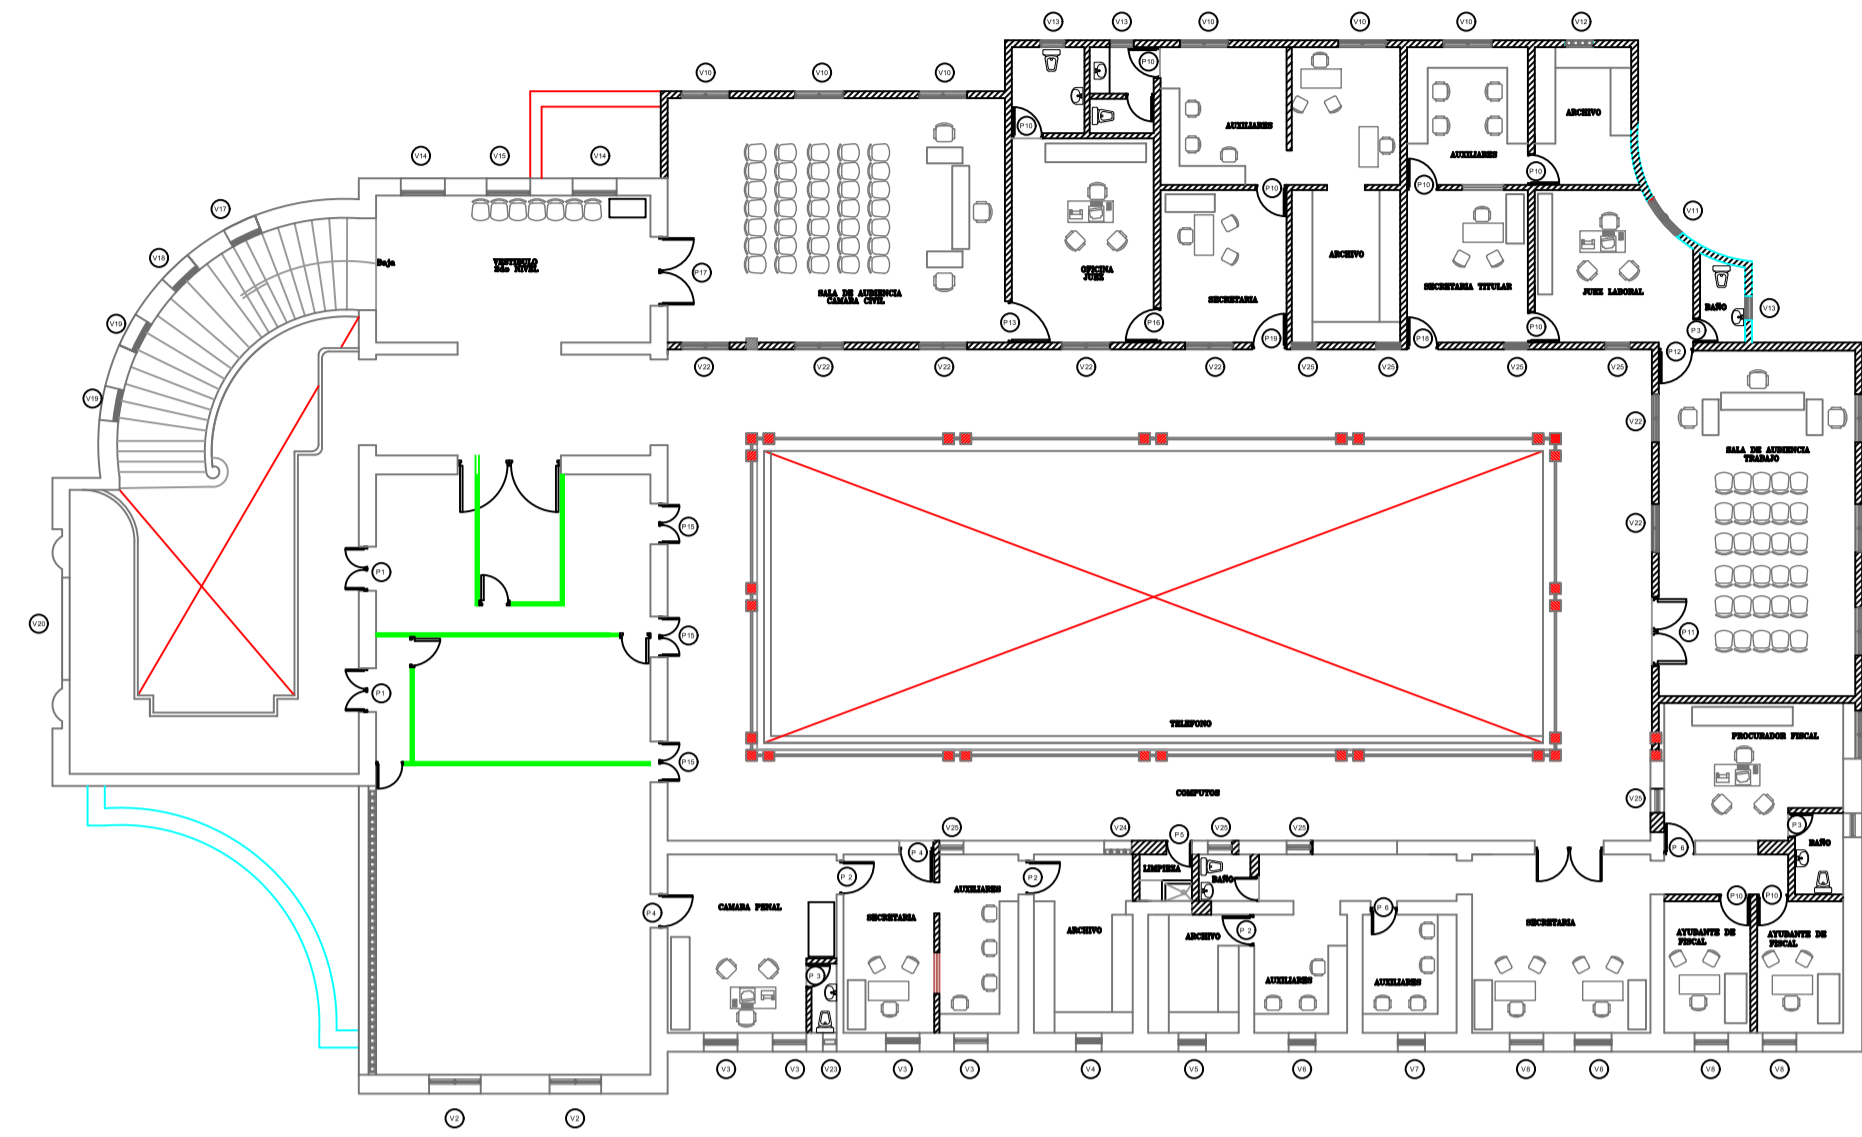 V13
V13
V10
V10
V10
V12
V10
V10
V10
P10
P10
ARCHIVO
AUXILIARES
AUXILIARES
V14
V15
V14
P10
P10
P10
V17
V11
V18
Baja
VESTIBULO
2do NIVEL
P17
OFICINA
JUEZ
ARCHIVO
SECRETARIA TITULAR
JUEZ LABORAL
SALA DE AUDIENCIA
CAMARA CIVIL
SECRETARIA
BAÑO
V13
V19
P13
P16
P19
P18
P10
P3
P12
V22
V22
V22
V22
V22
V25
V25
V25
V25
V19
V22
SALA DE AUDIENCIA
TRABAJO
P15
V22
P1
V20
P15
P11
P1
TELEFONO
PROCURADOR FISCAL
P15
COMPUTOS
V25
V25
V24
P5
V25
V25
P3
P 4
P 6
BAÑO
P 2
P2
LIMPIEZA
BAÑO
AUXILIARES
P10
P10
P4
CAMARA PENAL
SECRETARIA
P 6
SECRETARIA
ARCHIVO
ARCHIVO
P 2
AYUDANTE DE
FISCAL
AYUDANTE DE
FISCAL
P 3
AUXILIARES
AUXILIARES
V3
V3
V23
V3
V3
V4
V5
V6
V7
V8
V8
V8
V8
V2
V2